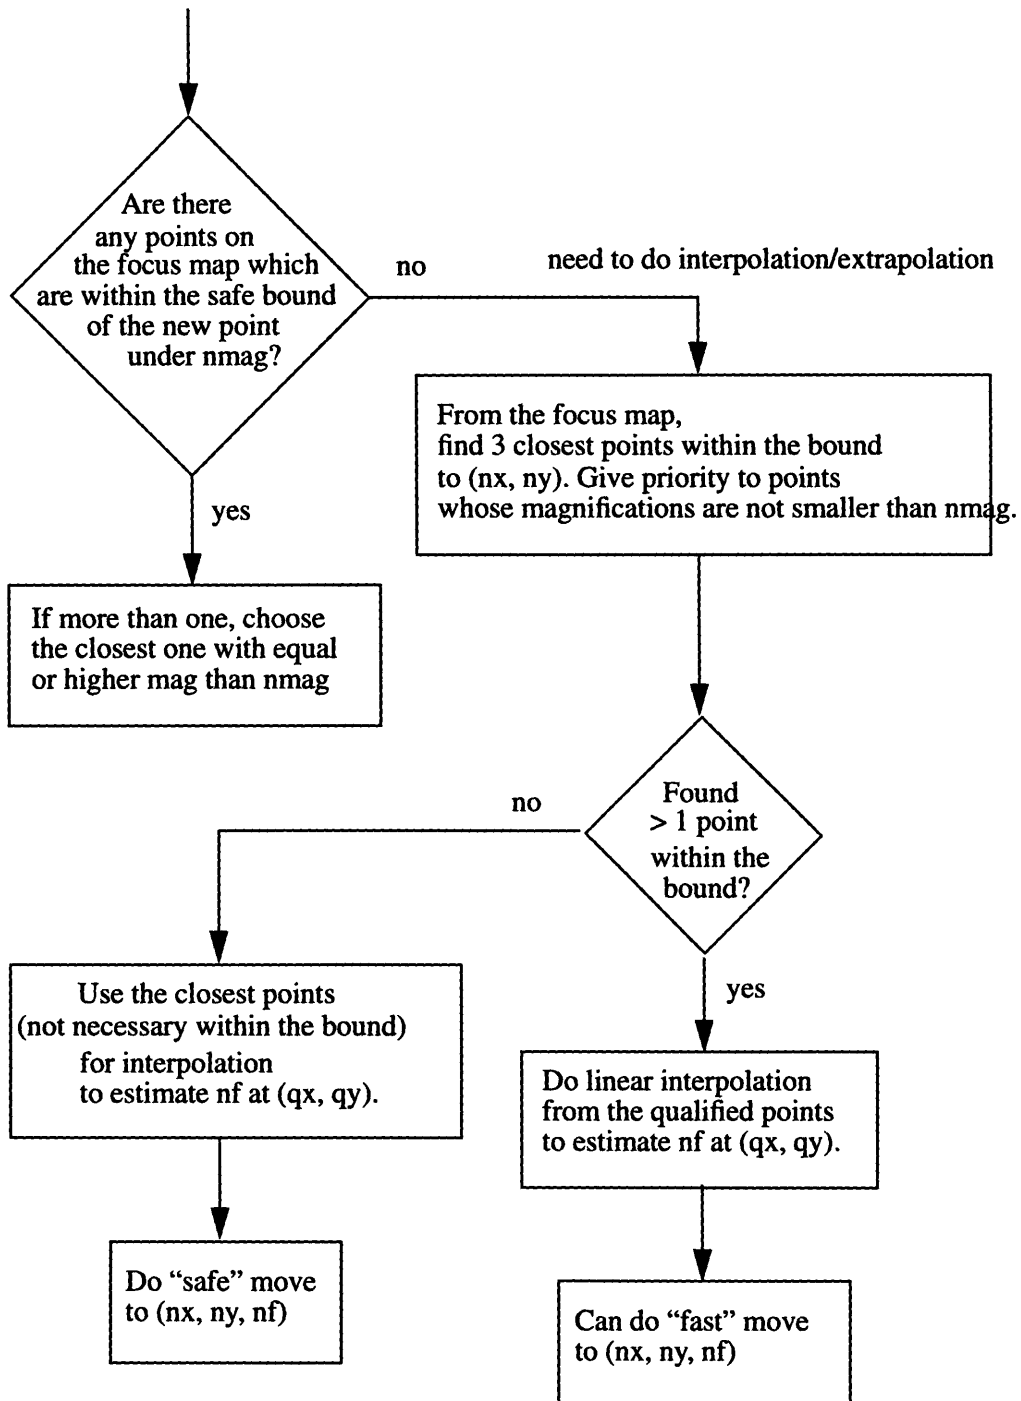 Are there
any points on
the focus map which
are within the safe bound
of the new point
under nmag?
no
need to do interpolation/extrapolation
From the focus map,
find 3 closest points within the bound
to (nx, ny). Give priority to points
whose magnifications are not smaller than nmag.
yes
If more than one, choose
the closest one with equal
or higher mag than nmag
no
Found
> 1 point
within the
bound?
yes
Use the closest points
(not necessary within the bound)
for interpolation
to estimate nf at (qx, qy).
Do linear interpolation
from the qualified points
to estimate nf at (qx, qy).
Do “safe” move
to (nx, ny, nf)
Can do “fast” move
to (nx, ny, nf)